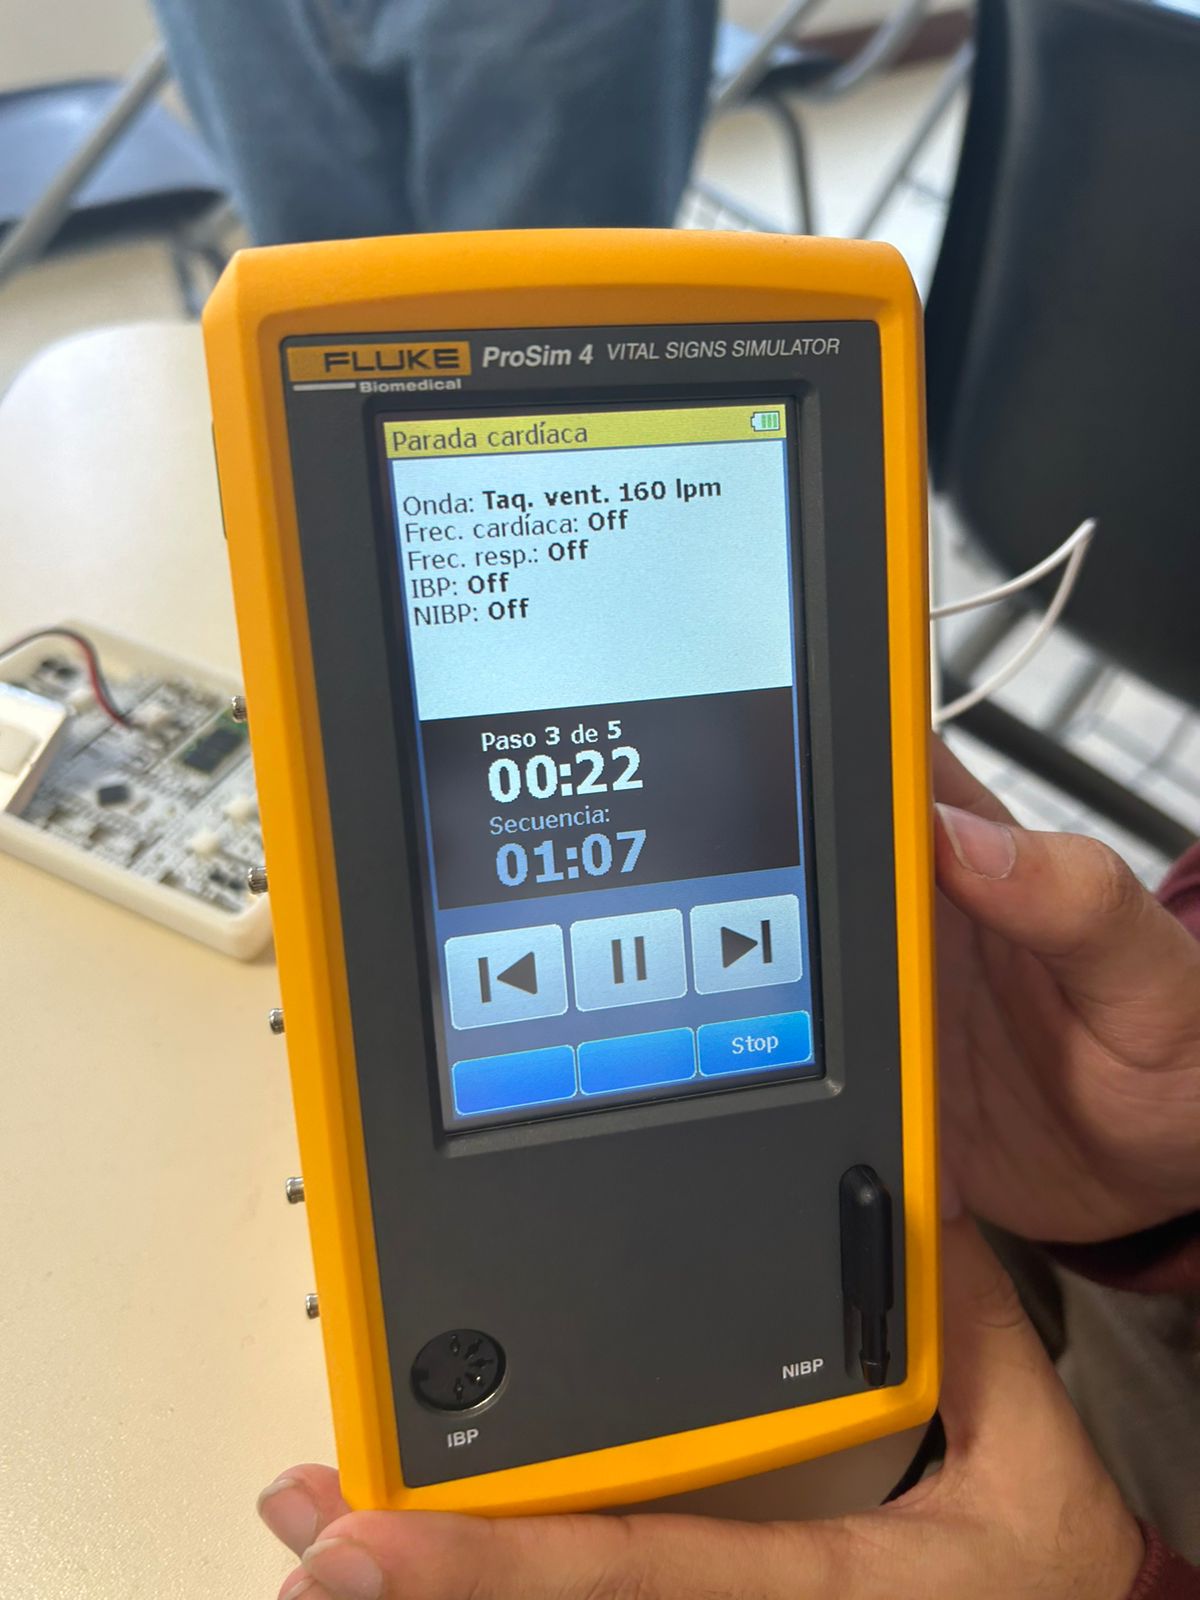 FLUKE
Biomedical
ProSim 4 VITAL SIGNS SIMULATOR
Parada cardíaca
Onda: Taq. vent. 160 lpm
Frec. cardíaca: Off
Frec. resp.: Off
IBP: Off
NIBP: Off
Paso 3 de 5
00:22
Secuencia:
01:07
Stop
NIBP
IBP